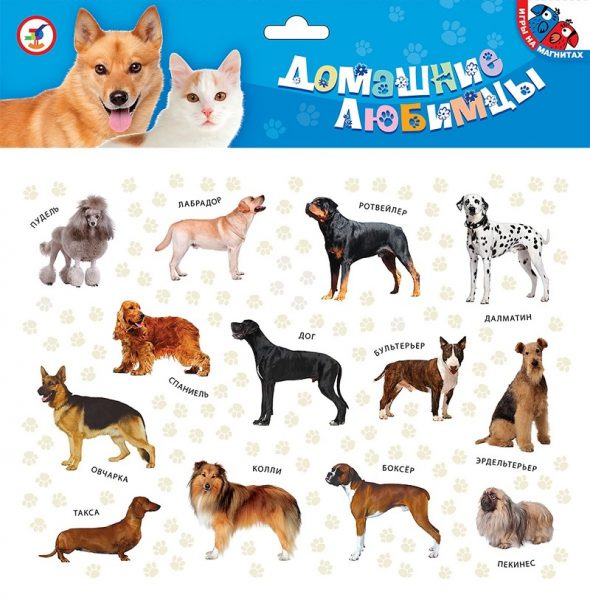 ИГРЫ НА МАГНИТАХ
Домашние
Любимцы
ПУДЕЛЬ
ЛАБРАДОР
РОТВЕЙЛЕР
ДАЛМАТИН
СПАНИЕЛЬ
ДОГ
БУЛЬТЕРЬЕР
ОВЧАРКА
ЭРДЕЛЬТЕРЬЕР
ТАКСА
КОЛЛИ
БОКСЁР
ПЕКИНЕС